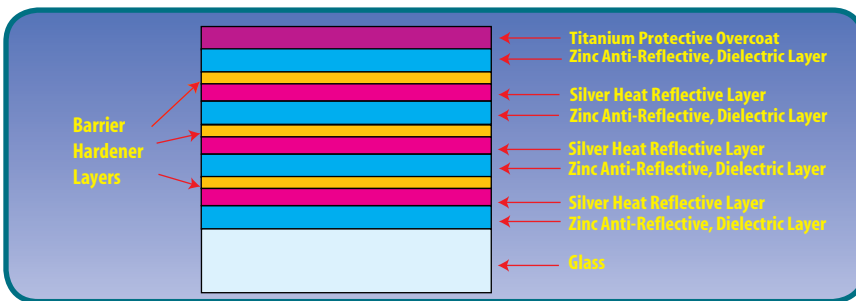 Titanium Protective Overcoat
Zinc Anti-Reflective, Dielectric Layer
Silver Heat Reflective Layer
Zinc Anti-Reflective, Dielectric Layer
Silver Heat Reflective Layer
Zinc Anti-Reflective, Dielectric Layer
Silver Heat Reflective Layer
Zinc Anti-Reflective, Dielectric Layer
Glass
Barrier
Hardener
Layers